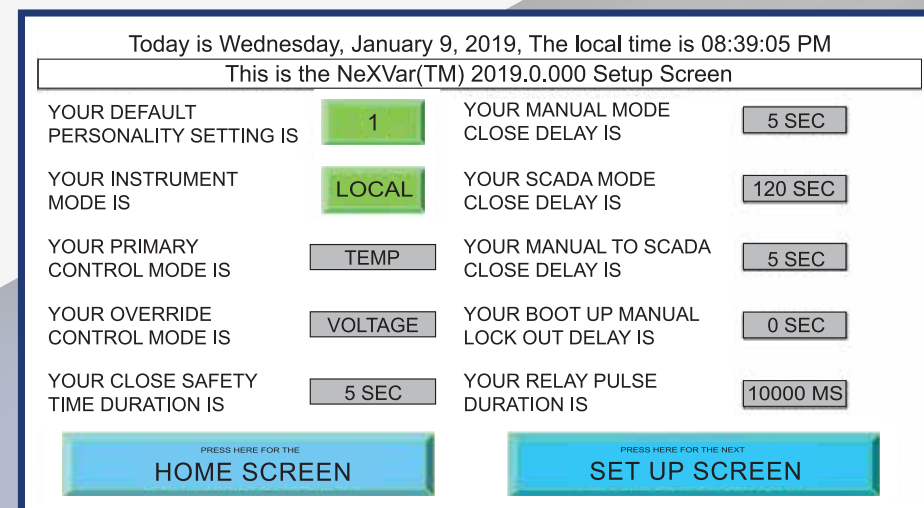 Today is Wednesday, January 9, 2019, The local time is 08:39:05 PM
This is the NeXVar(TM) 2019.0.000 Setup Screen
YOUR DEFAULT
PERSONALITY SETTING IS
1
YOUR MANUAL MODE
CLOSE DELAY IS
5 SEC
YOUR INSTRUMENT
MODE IS
LOCAL
YOUR SCADA MODE
CLOSE DELAY IS
120 SEC
YOUR PRIMARY
CONTROL MODE IS
TEMP
YOUR MANUAL TO SCADA
CLOSE DELAY IS
5 SEC
YOUR OVERRIDE
CONTROL MODE IS
VOLTAGE
YOUR BOOT UP MANUAL
LOCK OUT DELAY IS
0 SEC
YOUR CLOSE SAFETY
TIME DURATION IS
5 SEC
YOUR RELAY PULSE
DURATION IS
10000 MS
PRESS HERE FOR THE
HOME SCREEN
PRESS HERE FOR THE NEXT
SET UP SCREEN